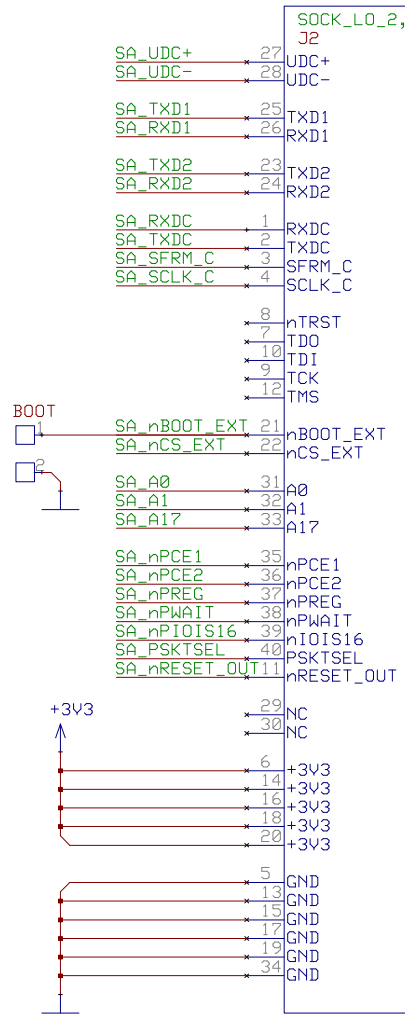 SOCK_LO_2,
J2
SA_UDC+ 27 UDC+
SA_UDC- 28 UDC-
SA_TXD1 25 TXD1
SA_RXD1 26 RXD1
SA_TXD2 23 TXD2
SA_RXD2 24 RXD2
SA_RXDC 1 RXDC
SA_TXDC 2 TXDC
SA_SFRM_C 3 SFRM_C
SA_SCLK_C 4 SCLK_C
8 nTRST
7 TDO
10 TDI
9 TCK
12 TMS
BOOT
1 SA_nBOOT_EXT 21 nBOOT_EXT
SA_nCS_EXT 22 nCS_EXT
2
SA_A0 31 A0
SA_A1 32 A1
SA_A17 33 A17
SA_nPCE1 35 nPCE1
SA_nPCE2 36 nPCE2
SA_nPREG 37 nPREG
SA_nPWAIT 38 nPWAIT
SA_nPIOIS16 39 nIOIS16
SA_PSKTSEL 40 PSKTSEL
SA_nRESET_OUT 11 nRESET_OUT
29 NC
30 NC
+3V3
6 +3V3
14 +3V3
16 +3V3
18 +3V3
20 +3V3
5 GND
13 GND
15 GND
17 GND
19 GND
34 GND